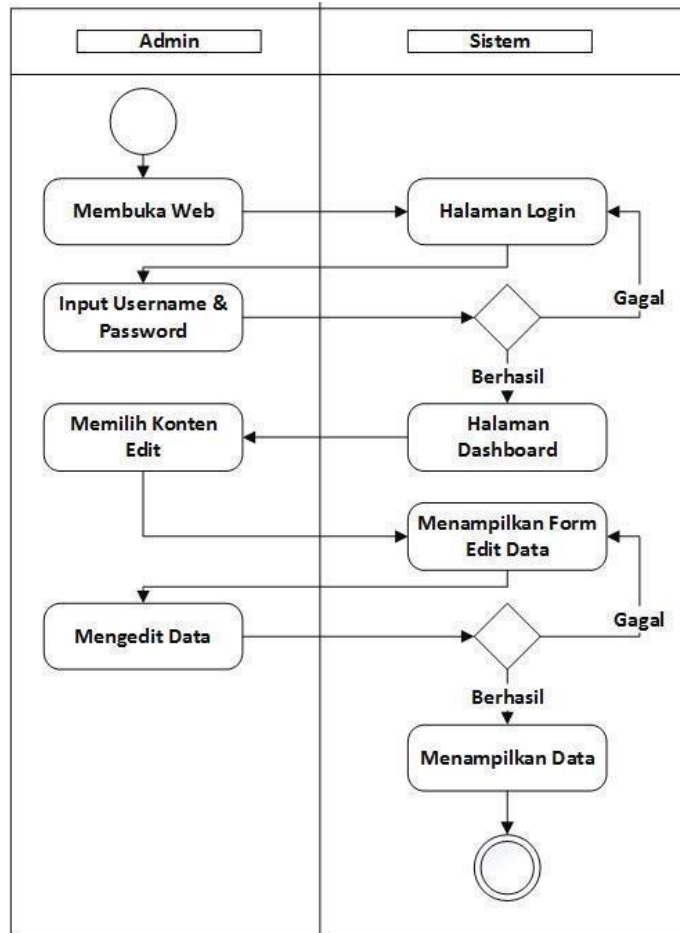 Admin
Sistem
Membuka Web
Halaman Login
Input Username &
Password
Gagal
Berhasil
Memilih Konten
Edit
Halaman
Dashboard
Menampilkan Form
Edit Data
Mengedit Data
Gagal
Berhasil
Menampilkan Data